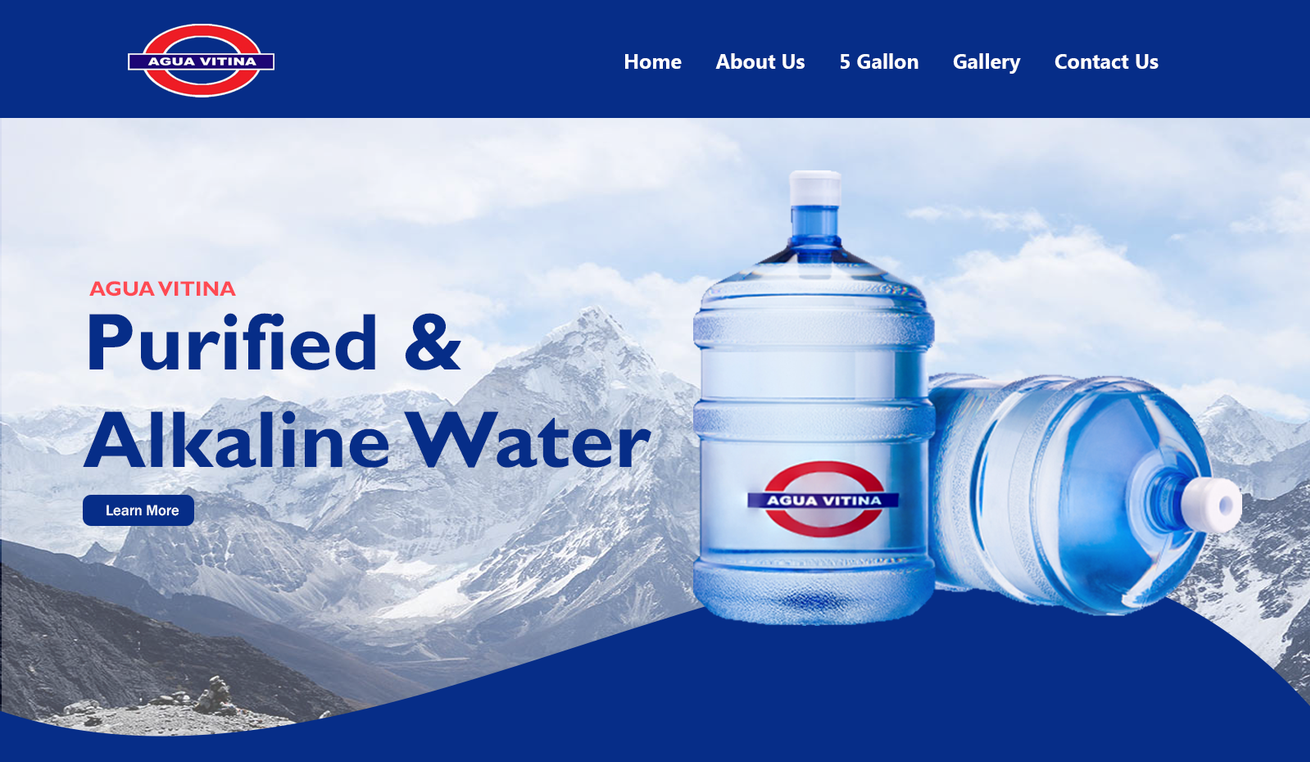 AGUA VITINA
Home About Us 5 Gallon Gallery Contact Us
AGUA VITINA
Purified &
Alkaline Water
Learn More
AGUA VITINA